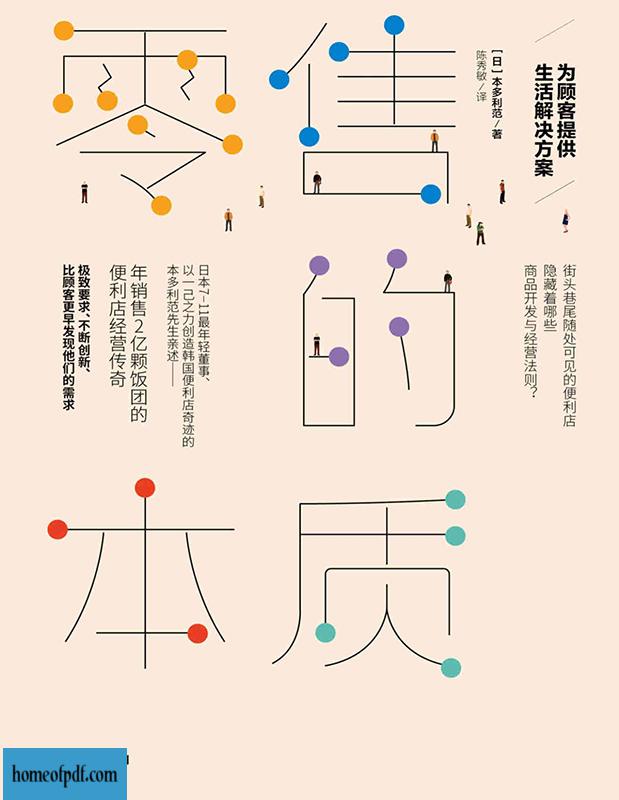 零售
的
本质
为顾客提供
生活解决方案
[日]本多利范/著
陈秀敏/译
街头巷尾随处可见的便利店
隐藏着哪些
商品开发与经营法则？
日本7-11最年轻董事、
以一己之力创造韩国便利店奇迹的
本多利范先生亲述——
年销售2亿颗饭团的
便利店经营传奇
极致要求、不断创新、
比顾客更早发现他们的需求
homeofpdf.com